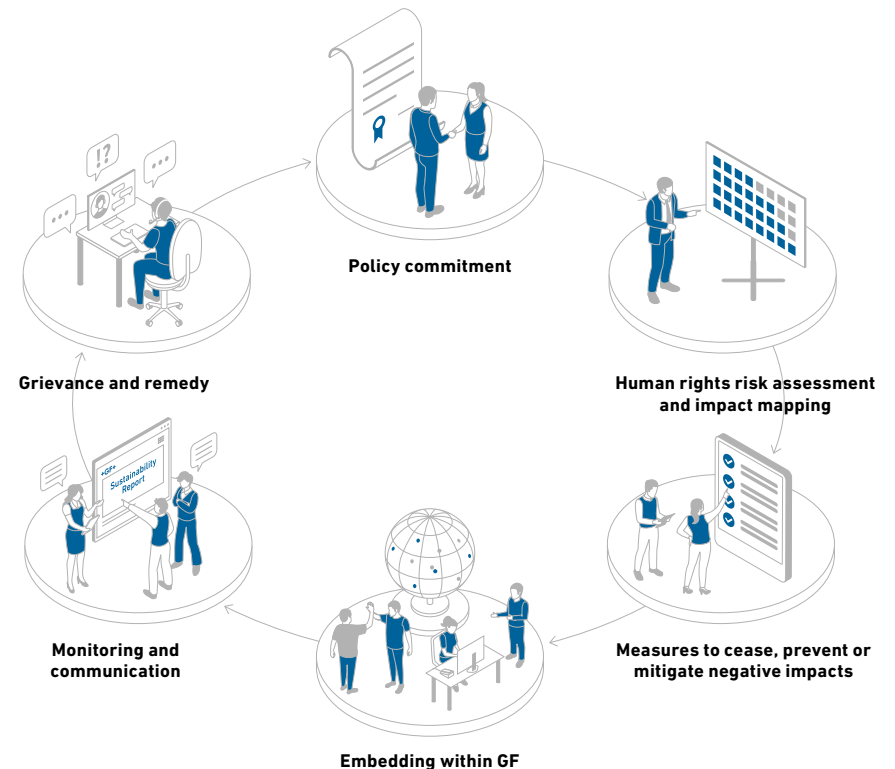 !?
Policy commitment
Grievance and remedy
Human rights risk assessment
and impact mapping
+GF+
Sustainability
Report
Monitoring and
communication
Measures to cease, prevent or
mitigate negative impacts
Embedding within GF